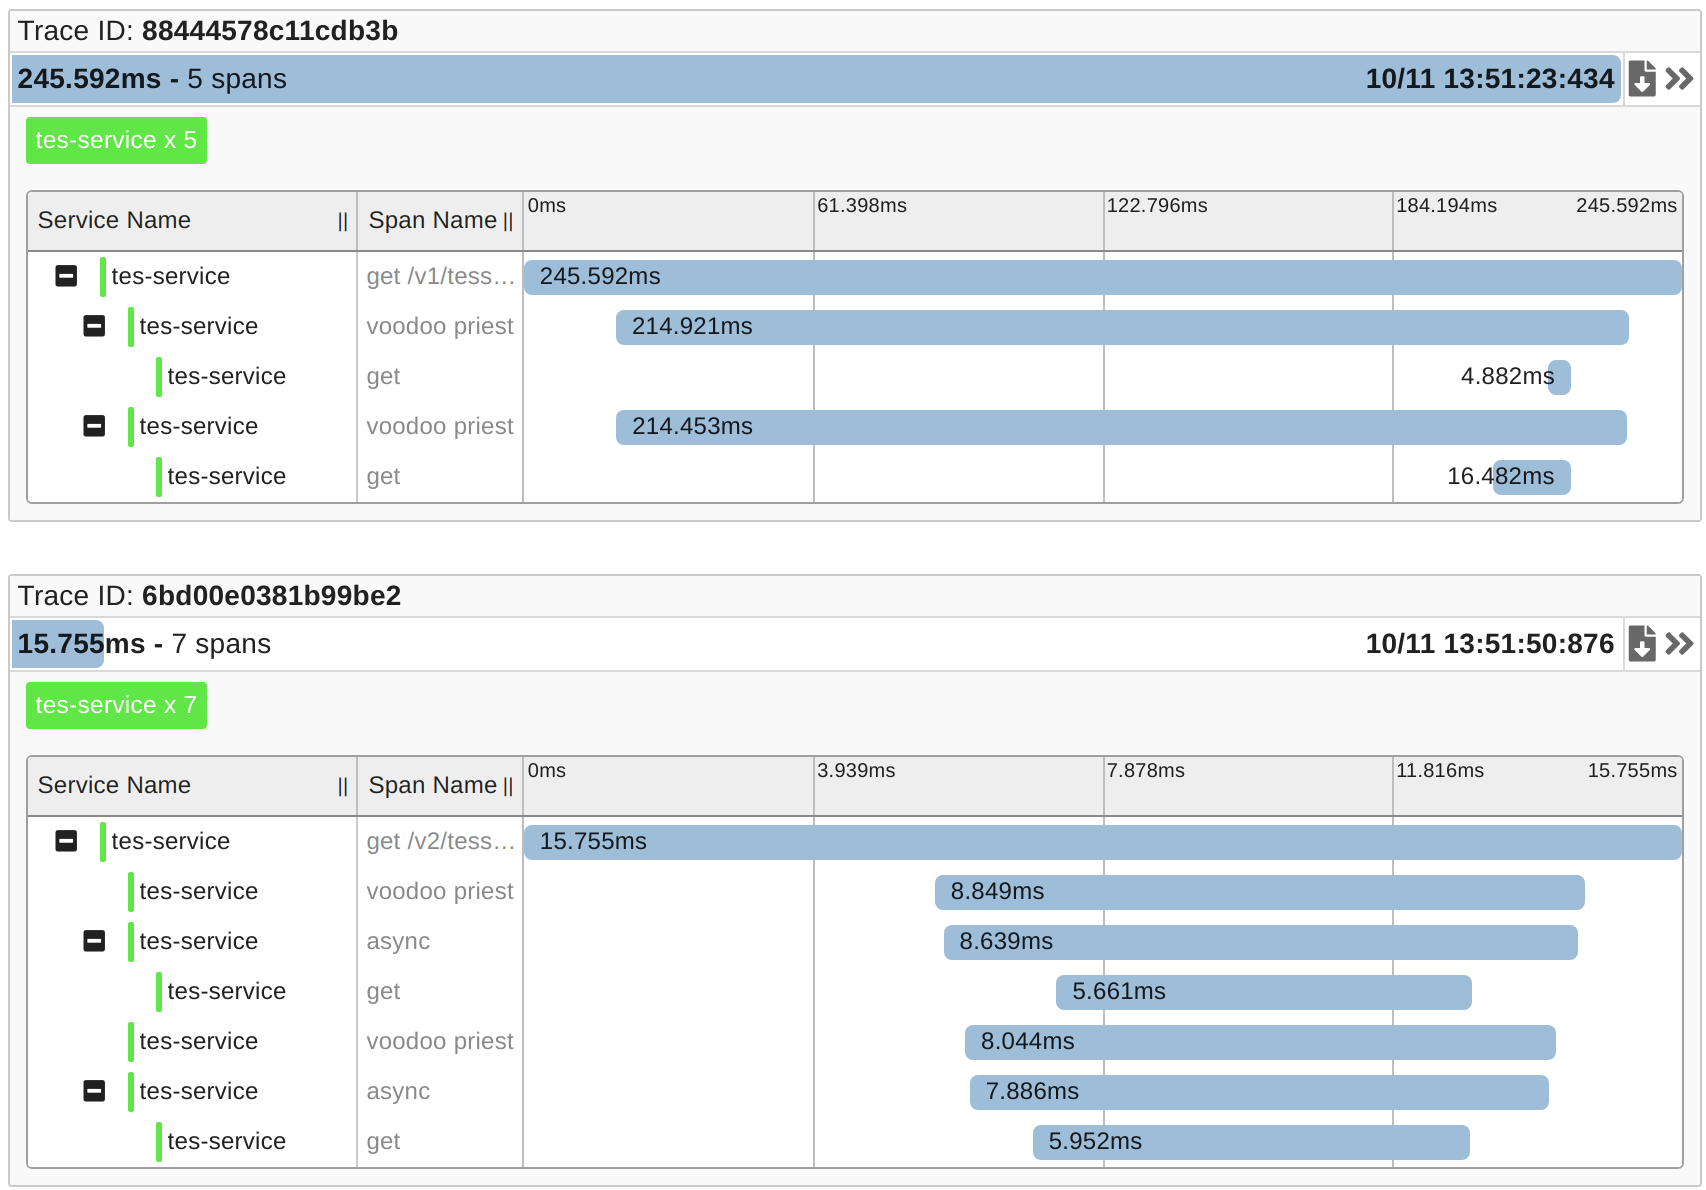 Trace ID: 88444578c11cdb3b
245.592ms - 5 spans 10/11 13:51:23:434
tes-service x 5
Service Name || Span Name || 0ms 61.398ms 122.796ms 184.194ms 245.592ms
tes-service get /v1/tess… 245.592ms
tes-service voodoo priest 214.921ms
tes-service get 4.882ms
tes-service voodoo priest 214.453ms
tes-service get 16.482ms
Trace ID: 6bd00e0381b99be2
15.755ms - 7 spans 10/11 13:51:50:876
tes-service x 7
Service Name || Span Name || 0ms 3.939ms 7.878ms 11.816ms 15.755ms
tes-service get /v2/tess… 15.755ms
tes-service voodoo priest 8.849ms
tes-service async 8.639ms
tes-service get 5.661ms
tes-service voodoo priest 8.044ms
tes-service async 7.886ms
tes-service get 5.952ms